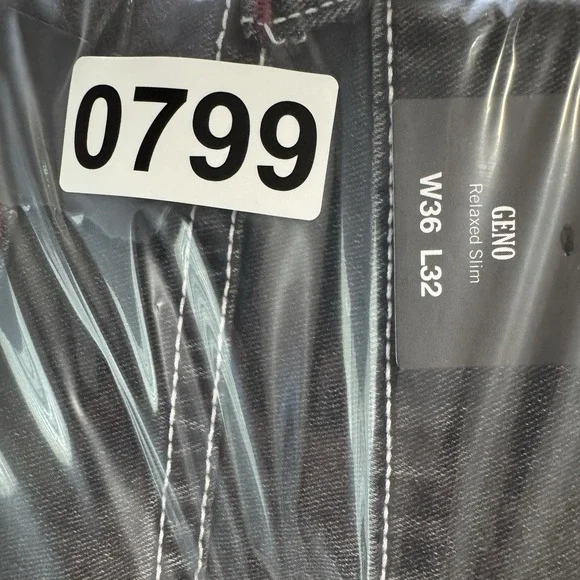 0799
GENO
Relaxed Slim
W36 L32